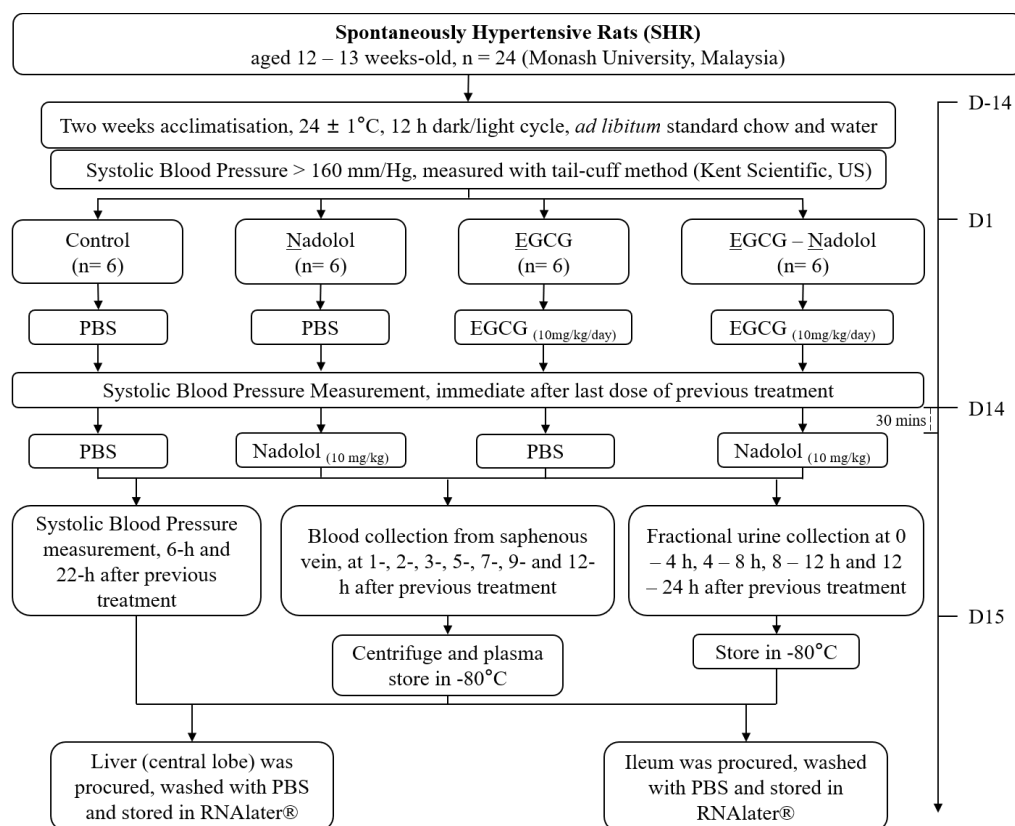 Spontaneously Hypertensive Rats (SHR)
aged 12 – 13 weeks-old, n = 24 (Monash University, Malaysia)
D-14
Two weeks acclimatisation, 24 ± 1°C, 12 h dark/light cycle, ad libitum standard chow and water
Systolic Blood Pressure > 160 mm/Hg, measured with tail-cuff method (Kent Scientific, US)
D1
Control
(n= 6)
Nadolol
(n= 6)
EGCG
(n= 6)
EGCG – Nadolol
(n= 6)
PBS
PBS
EGCG (10mg/kg/day)
EGCG (10mg/kg/day)
Systolic Blood Pressure Measurement, immediate after last dose of previous treatment
D14
30 mins
PBS
Nadolol (10 mg/kg)
PBS
Nadolol (10 mg/kg)
Systolic Blood Pressure
measurement, 6-h and
22-h after previous
treatment
Blood collection from saphenous
vein, at 1-, 2-, 3-, 5-, 7-, 9- and 12-
h after previous treatment
Fractional urine collection at 0
– 4 h, 4 – 8 h, 8 – 12 h and 12
– 24 h after previous treatment
D15
Centrifuge and plasma
store in -80°C
Store in -80°C
Liver (central lobe) was
procured, washed with PBS
and stored in RNAlater®
Ileum was procured, washed
with PBS and stored in
RNAlater®